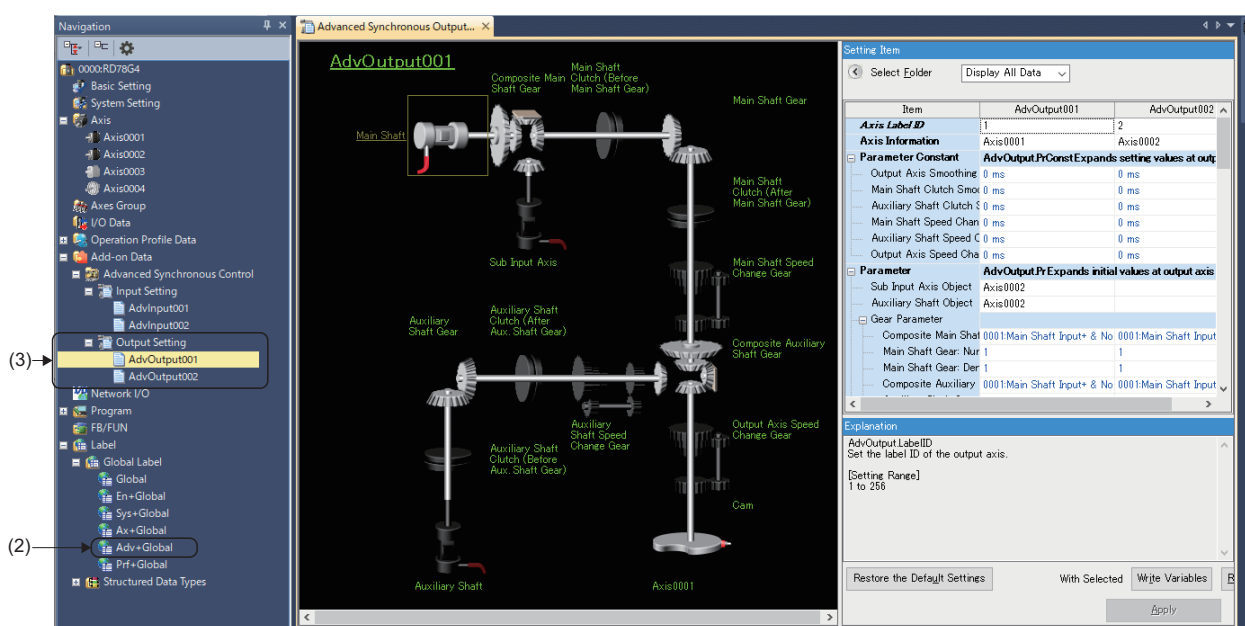 Navigation
0000:RD78G4
Basic Setting
System Setting
Axis
Axis0001
Axis0002
Axis0003
Axis0004
Axes Group
I/O Data
Operation Profile Data
Add-on Data
Advanced Synchronous Control
Input Setting
AdvInput001
AdvInput002
Output Setting
(3)
AdvOutput001
AdvOutput002
Network I/O
Program
FB/FUN
Label
Global Label
Global
En+Global
Sys+Global
Ax+Global
(2)
Adv+Global
Prf+Global
Structured Data Types
Advanced Synchronous Output...
AdvOutput001
Composite Main
Shaft Gear
Main Shaft
Clutch (Before
Main Shaft Gear)
Main Shaft Gear
Main Shaft
Main Shaft
Clutch (After
Main Shaft Gear)
Sub Input Axis
Main Shaft Speed
Change Gear
Auxiliary
Shaft Gear
Auxiliary Shaft
Clutch (After
Aux. Shaft Gear)
Composite Auxiliary
Shaft Gear
Auxiliary
Shaft Speed
Change Gear
Output Axis Speed
Change Gear
Auxiliary Shaft
Clutch (Before
Aux. Shaft Gear)
Cam
Auxiliary Shaft
Axis0001
Setting Item
Select Folder Display All Data
Item AdvOutput001 AdvOutput002
Axis Label ID 1 2
Axis Information Axis0001 Axis0002
Parameter Constant AdvOutput.PrConst Expands setting values at outp
Output Axis Smoothing 0 ms 0 ms
Main Shaft Clutch Smoo 0 ms 0 ms
Auxiliary Shaft Clutch S 0 ms 0 ms
Main Shaft Speed Chan 0 ms 0 ms
Auxiliary Shaft Speed C 0 ms 0 ms
Output Axis Speed Cha 0 ms 0 ms
Parameter AdvOutput.Pr Expands initial values at output axis
Sub Input Axis Object Axis0002
Auxiliary Shaft Object Axis0002
Gear Parameter
Composite Main Shaf 0001:Main Shaft Input+ & No 0001:Main Shaft Input
Main Shaft Gear: Nur 1 1
Main Shaft Gear: Der 1 1
Composite Auxiliary 0001:Main Shaft Input+ & No 0001:Main Shaft Input
Explanation
AdvOutput.LabelID
Set the label ID of the output axis.
[Setting Range]
1 to 256
Restore the Default Settings With Selected Write Variables R
Apply